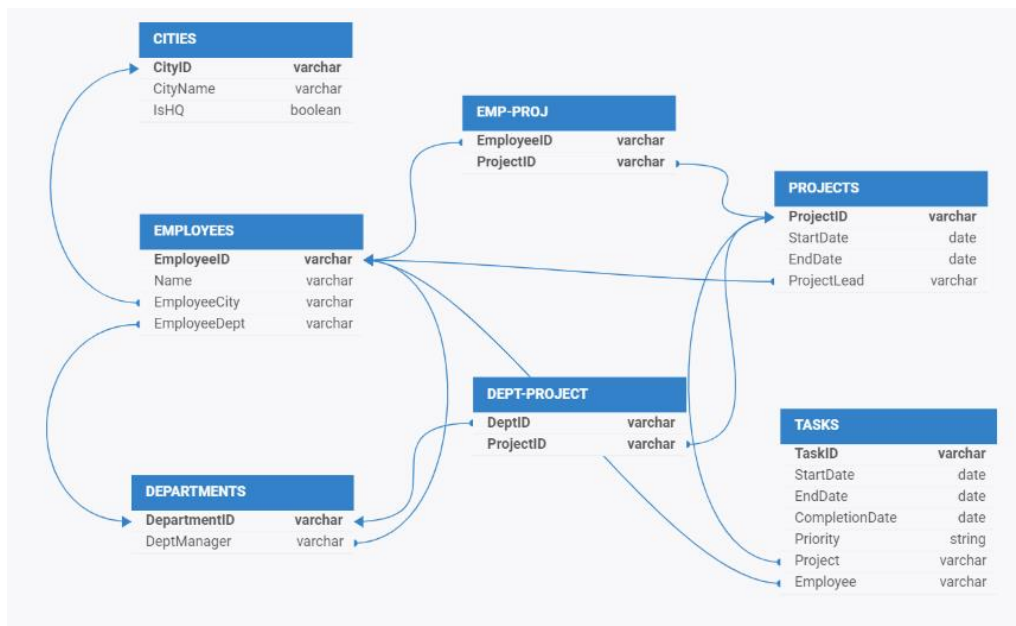 CITIES
CityID varchar
CityName varchar
IsHQ boolean
EMP-PROJ
EmployeeID varchar
ProjectID varchar
PROJECTS
ProjectID varchar
StartDate date
EndDate date
ProjectLead varchar
EMPLOYEES
EmployeeID varchar
Name varchar
EmployeeCity varchar
EmployeeDept varchar
DEPT-PROJECT
DeptID varchar
ProjectID varchar
TASKS
TaskID varchar
StartDate date
EndDate date
CompletionDate date
Priority string
Project varchar
Employee varchar
DEPARTMENTS
DepartmentID varchar
DeptManager varchar